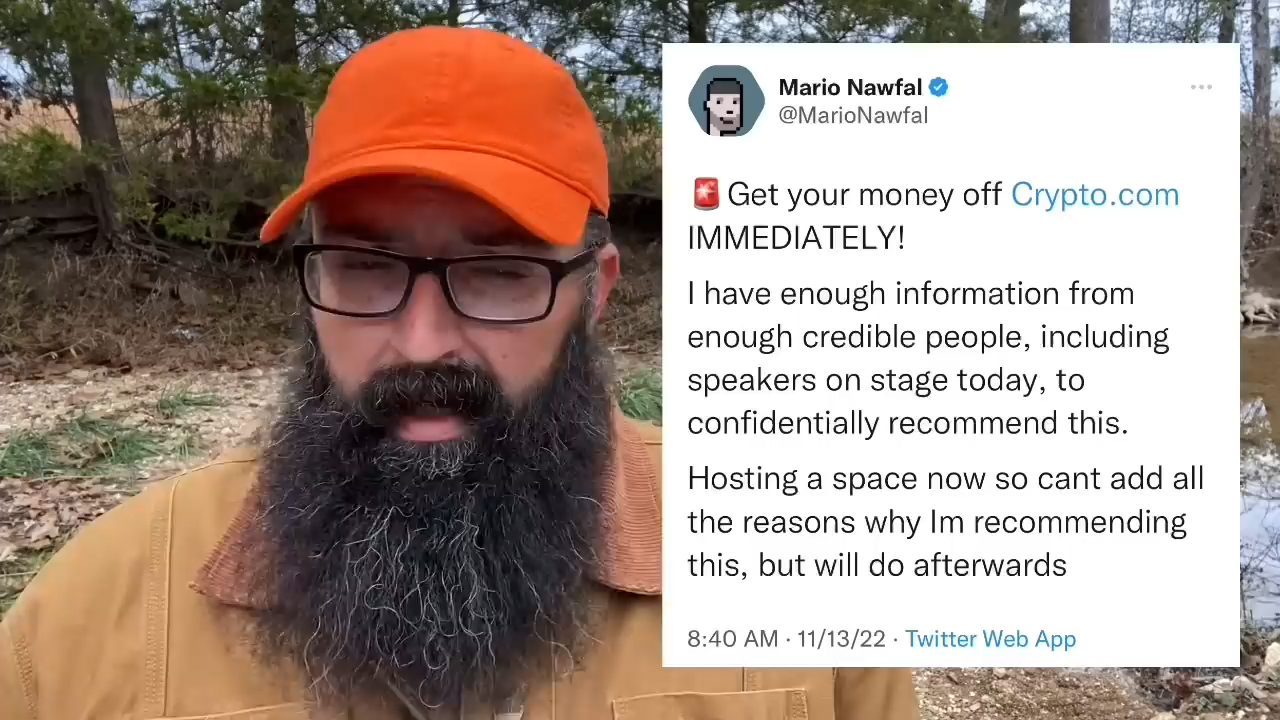 Mario Nawfal
@MarioNawfal
🚨 Get your money off Crypto.com
IMMEDIATELY!
I have enough information from
enough credible people, including
speakers on stage today, to
confidentially recommend this.
Hosting a space now so cant add all
the reasons why Im recommending
this, but will do afterwards
8:40 AM · 11/13/22 · Twitter Web App